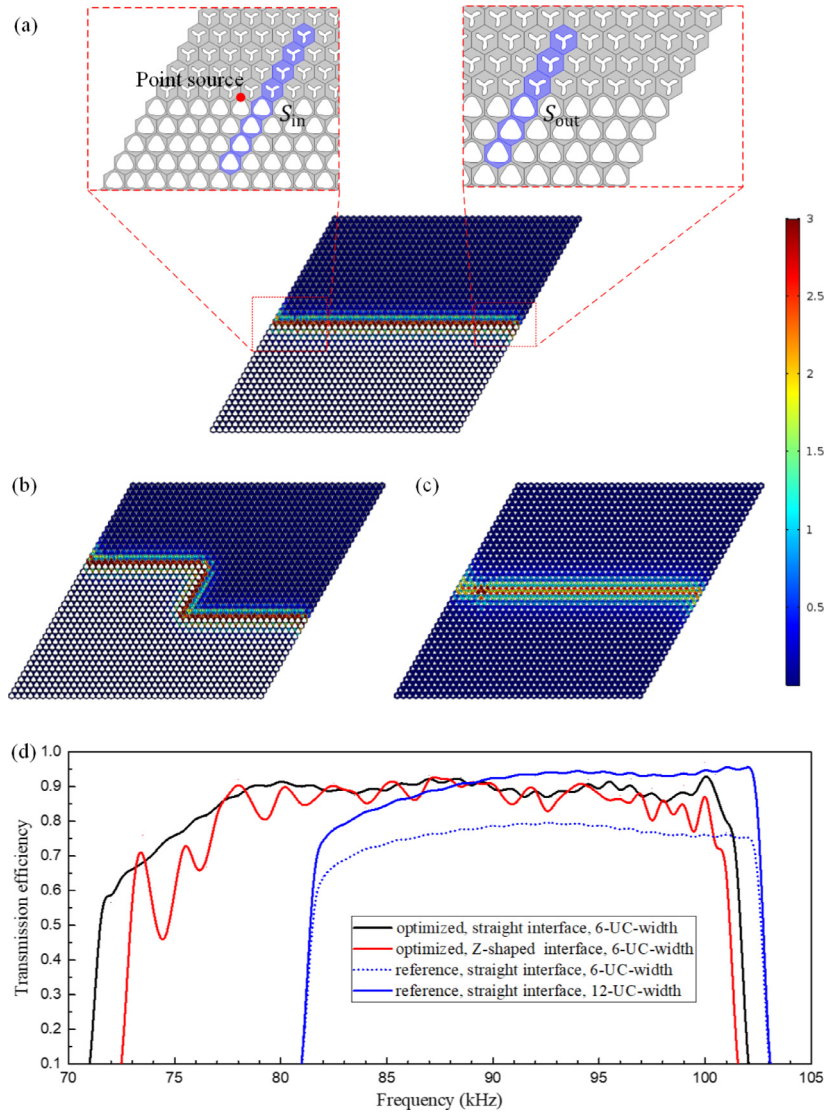 (a)
Point source
Sin
Sout
3
2.5
2
1.5
1
0.5
(b)
(c)
(d)
Transmission efficiency
1.0
0.9
0.8
0.7
0.6
0.5
0.4
0.3
0.2
0.1
optimized, straight interface, 6-UC-width
optimized, Z-shaped interface, 6-UC-width
reference, straight interface, 6-UC-width
reference, straight interface, 12-UC-width
70 75 80 85 90 95 100 105
Frequency (kHz)